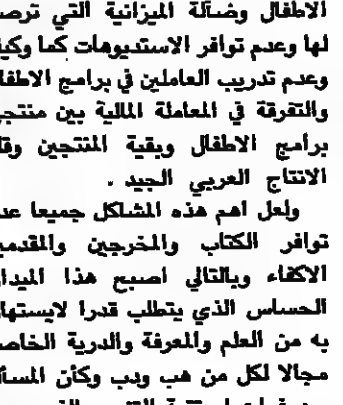 الاطفال وضآلة الميزانية التي ترصد
لها وعدم توافر الاستديوهات كما وكيفا
وعدم تدريب العاملين في برامج الاطفال
والتفرقة في المعاملة المالية بين منتجي
برامج الاطفال وبقية المنتجين وقلة
الانتاج العربي الجيد .
ولعل اهم هذه المشاكل جميعا عدم
توافر الكتاب والمخرجين والمقدمين
الاكفاء وبالتالي اصبح هذا الميدان
الحساس الذي يتطلب قدرا لايستهان
به من العلم والمعرفة والدربة الخاصة
مجالا لكل من هب ودب وكأن المسألة